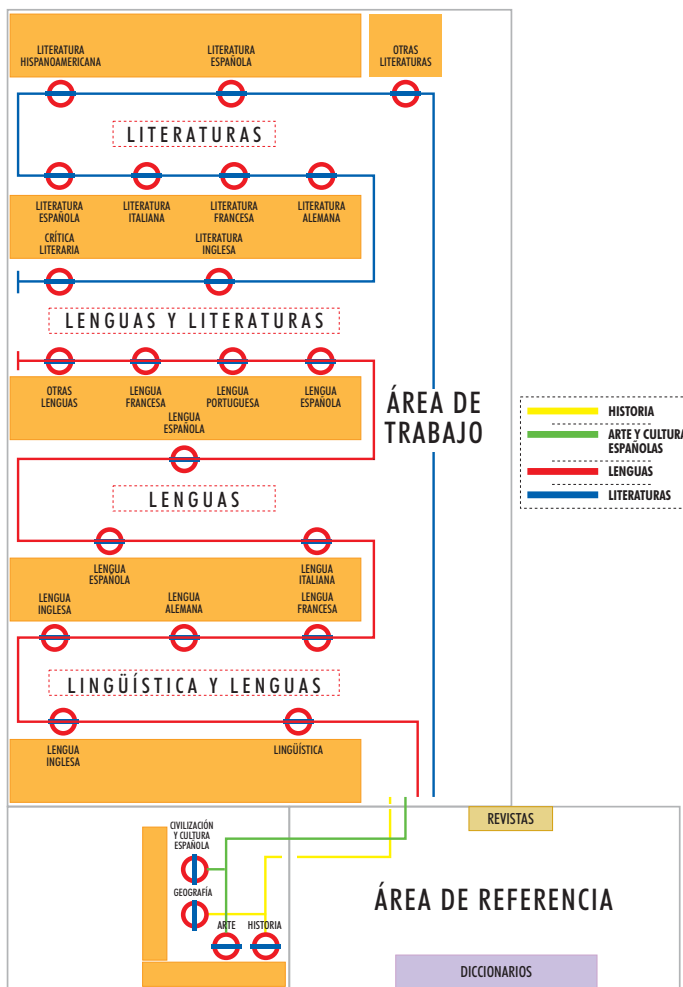 LITERATURA
HISPANOAMERICANA
LITERATURA
ESPAÑOLA
OTRAS
LITERATURAS
LITERATURAS
LITERATURA
ESPAÑOLA
LITERATURA
ITALIANA
LITERATURA
FRANCESA
LITERATURA
ALEMANA
CRÍTICA
LITERARIA
LITERATURA
INGLESA
LENGUAS Y LITERATURAS
OTRAS
LENGUAS
LENGUA
FRANCESA
LENGUA
PORTUGUESA
LENGUA
ESPAÑOLA
LENGUA
ESPAÑOLA
ÁREA DE
TRABAJO
HISTORIA
ARTE Y CULTURA
ESPAÑOLAS
LENGUAS
LITERATURAS
LENGUAS
LENGUA
ESPAÑOLA
LENGUA
ITALIANA
LENGUA
INGLESA
LENGUA
ALEMANA
LENGUA
FRANCESA
LINGÜÍSTICA Y LENGUAS
LENGUA
INGLESA
LINGÜÍSTICA
REVISTAS
CIVILIZACIÓN
Y CULTURA
ESPAÑOLA
GEOGRAFÍA
ARTE
HISTORIA
ÁREA DE REFERENCIA
DICCIONARIOS